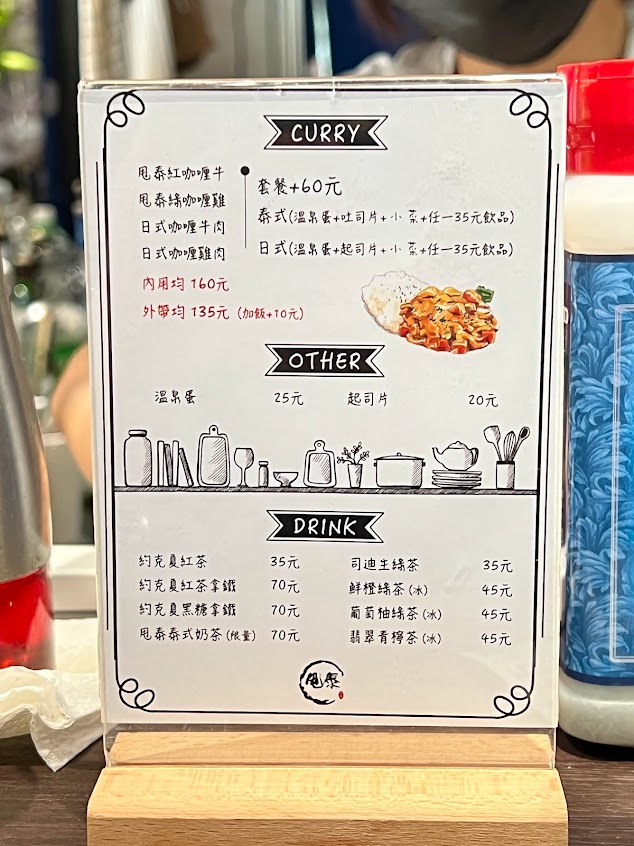 CURRY
甩泰紅咖喱牛
甩泰綠咖喱雞
日式咖喱牛肉
日式咖喱雞肉
套餐+60元
泰式(溫泉蛋+吐司片+小菜+任一35元飲品)
日式(溫泉蛋+起司片+小菜+任一35元飲品)
內用均 160元
外帶均 135元 (加飯+10元)
OTHER
溫泉蛋 25元 起司片 20元
DRINK
約克夏紅茶 35元 司迪生綠茶 35元
約克夏紅茶拿鐵 70元 鮮橙綠茶(冰) 45元
約克夏黑糖拿鐵 70元 葡萄柚綠茶(冰) 45元
甩泰泰式奶茶(限量) 70元 翡翠青檸茶(冰) 45元
甩泰